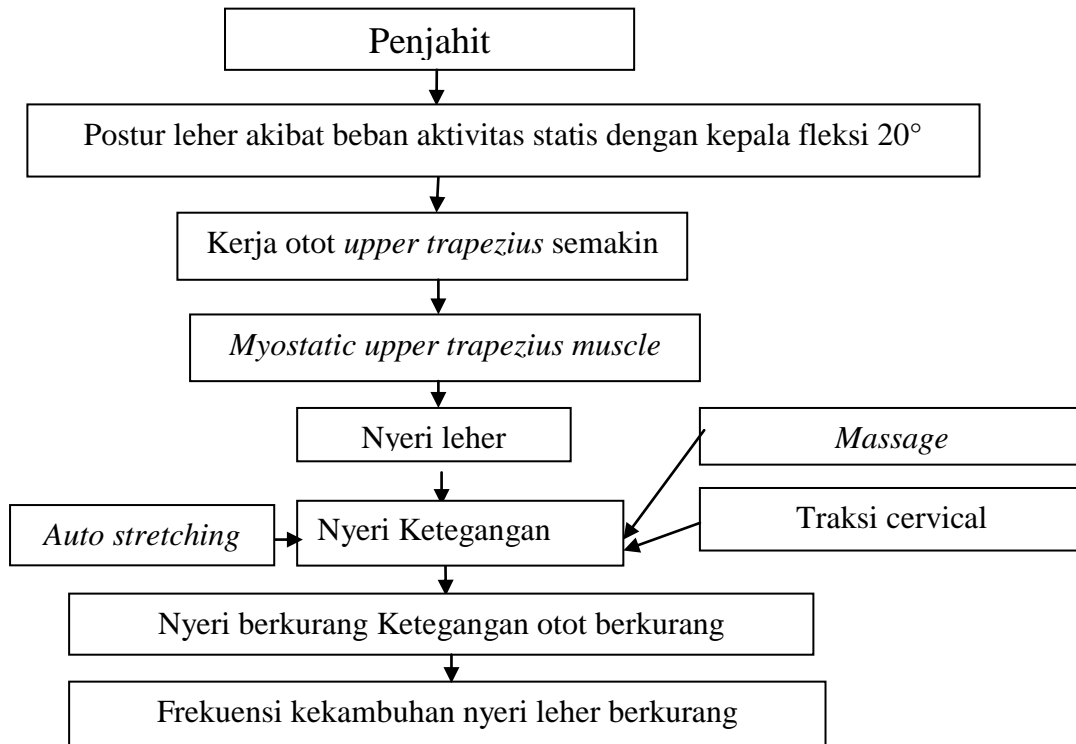 Penjahit
Postur leher akibat beban aktivitas statis dengan kepala fleksi 20°
Kerja otot upper trapezius semakin
Myostatic upper trapezius muscle
Nyeri leher
Massage
Traksi cervical
Auto stretching
Nyeri Ketegangan
Nyeri berkurang Ketegangan otot berkurang
Frekuensi kekambuhan nyeri leher berkurang